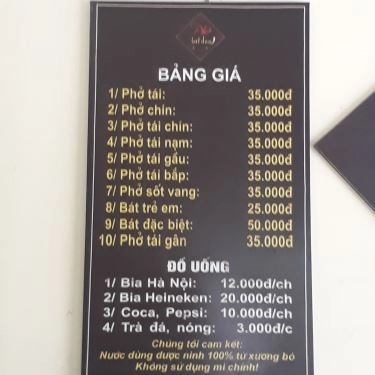 BẢNG GIÁ
1/ Phở tái: 35.000đ
2/ Phở chín: 35.000đ
3/ Phở tái chín: 35.000đ
4/ Phở tái nạm: 35.000đ
5/ Phở tái gầu: 35.000đ
6/ Phở tái bắp: 35.000đ
7/ Phở sốt vang: 35.000đ
8/ Bát trẻ em: 25.000đ
9/ Bát đặc biệt: 50.000đ
10/ Phở tái gân 35.000đ
ĐỒ UỐNG
1/ Bia Hà Nội: 12.000đ/ch
2/ Bia Heineken: 20.000đ/ch
3/ Coca, Pepsi: 10.000đ/ch
4/ Trà đá, nóng: 3.000đ/c
Chúng tôi cam kết:
Nước dùng được ninh 100% từ xương bò
Không sử dụng mì chính!